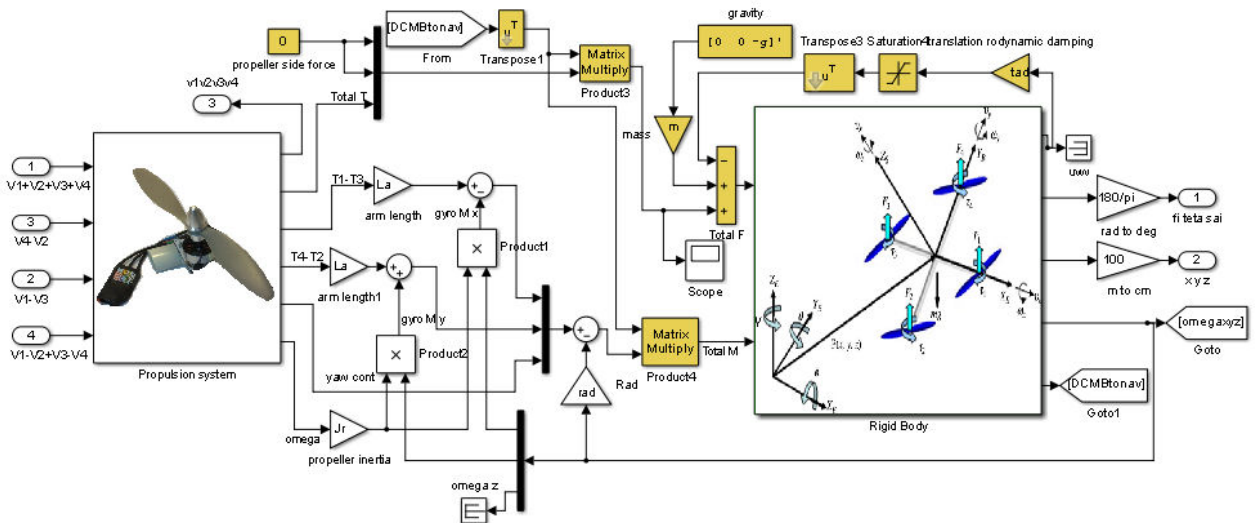 gravity
[DCMBtonav]
u^T
[0 0 -g]'
0
Transpose3
Saturation4
translation rodynamic damping
propeller side force
From
Transpose1
Matrix
Multiply
Product3
u^T
tad
v1v2v3v4
3
Total T
mass
m
uvw
1
V1+V2+V3+V4
T1-T3
La
arm length
gyro M x
×
Product1
180/pi
rad to deg
1
fi teta sai
3
V4-V2
Total F
Scope
T4-T2
La
arm length1
100
m to cm
2
x y z
2
V1-V3
gyro M y
×
Product2
[omegaxyz]
Goto
4
V1-V2+V3-V4
Matrix
Multiply
Product4
Total M
Propulsion system
yaw cont
Rad
rad
[DCMBtonav]
Goto1
omega
Jr
propeller inertia
Rigid Body
omega z